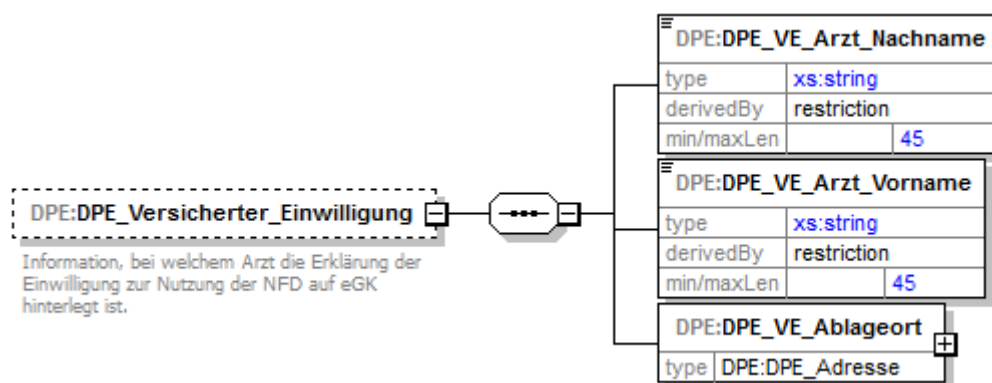 DPE:DPE_VE_Arzt_Nachname
type xs:string
derivedBy restriction
min/maxLen 45
DPE:DPE_Versicherter_Einwilligung
Information, bei welchem Arzt die Erklärung der
Einwilligung zur Nutzung der NFD auf eGK
hinterlegt ist.
DPE:DPE_VE_Arzt_Vorname
type xs:string
derivedBy restriction
min/maxLen 45
DPE:DPE_VE_Ablageort
type DPE:DPE_Adresse